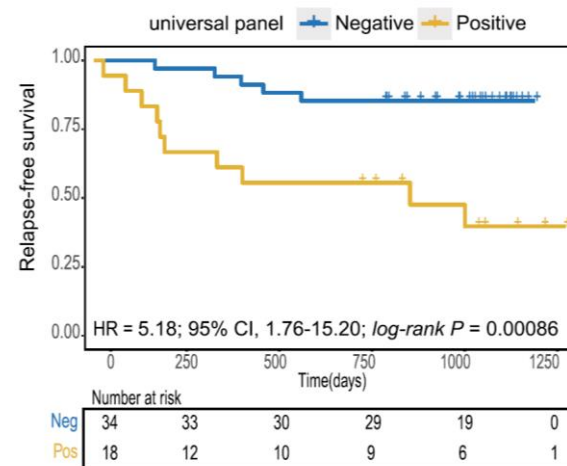 universal panel Negative Positive
1.00
0.75
0.50
0.25
0.00
Relapse-free survival
HR = 5.18; 95% CI, 1.76-15.20; log-rank P = 0.00086
0 250 500 750 1000 1250
Time(days)
Number at risk
Neg 34 33 30 29 19 0
Pos 18 12 10 9 6 1